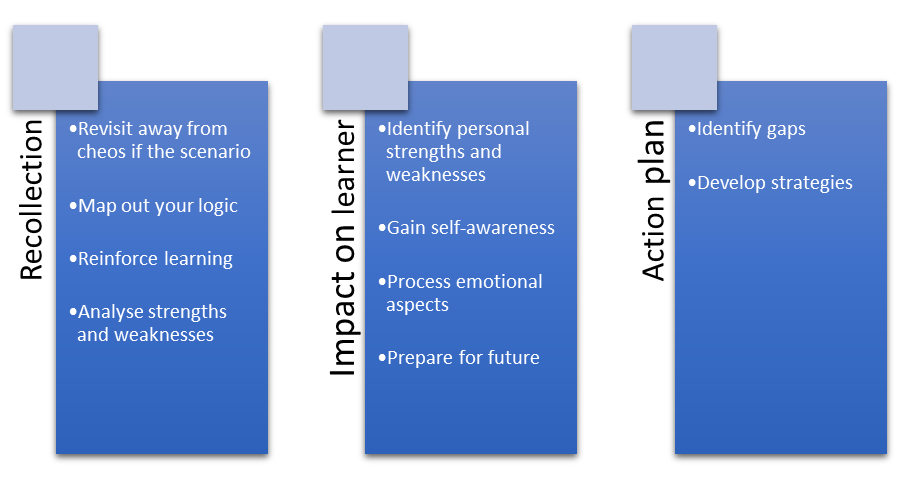 Recollection
•Revisit away from
cheos if the scenario
•Map out your logic
•Reinforce learning
•Analyse strengths
and weaknesses
Impact on learner
•Identify personal
strengths and
weaknesses
•Gain self-awareness
•Process emotional
aspects
•Prepare for future
Action plan
•Identify gaps
•Develop strategies